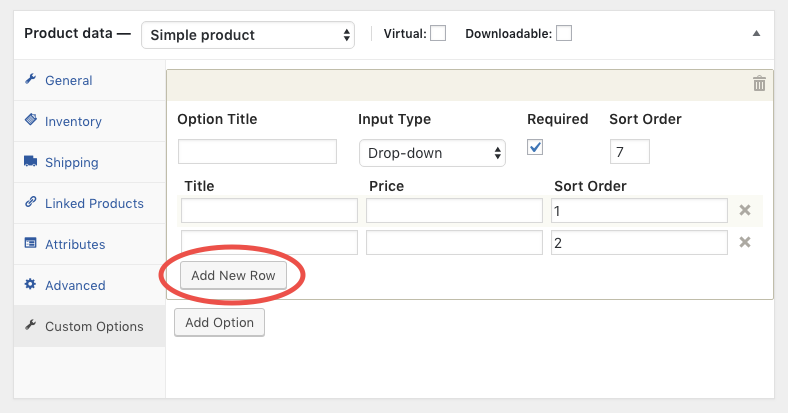 Product data — Simple product Virtual: Downloadable:
General
Inventory
Shipping
Linked Products
Attributes
Advanced
Custom Options
Option Title Input Type Required Sort Order
Drop-down 7
Title Price Sort Order
1
2
Add New Row
Add Option